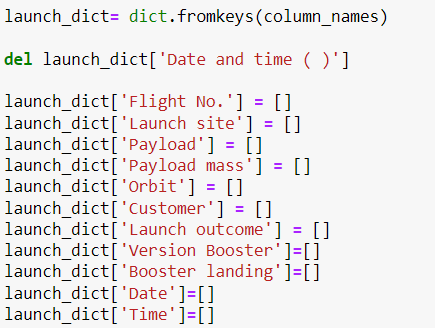 launch_dict= dict.fromkeys(column_names)
del launch_dict['Date and time ( )']
launch_dict['Flight No.'] = []
launch_dict['Launch site'] = []
launch_dict['Payload'] = []
launch_dict['Payload mass'] = []
launch_dict['Orbit'] = []
launch_dict['Customer'] = []
launch_dict['Launch outcome'] = []
launch_dict['Version Booster']=[]
launch_dict['Booster landing']=[]
launch_dict['Date']=[]
launch_dict['Time']=[]